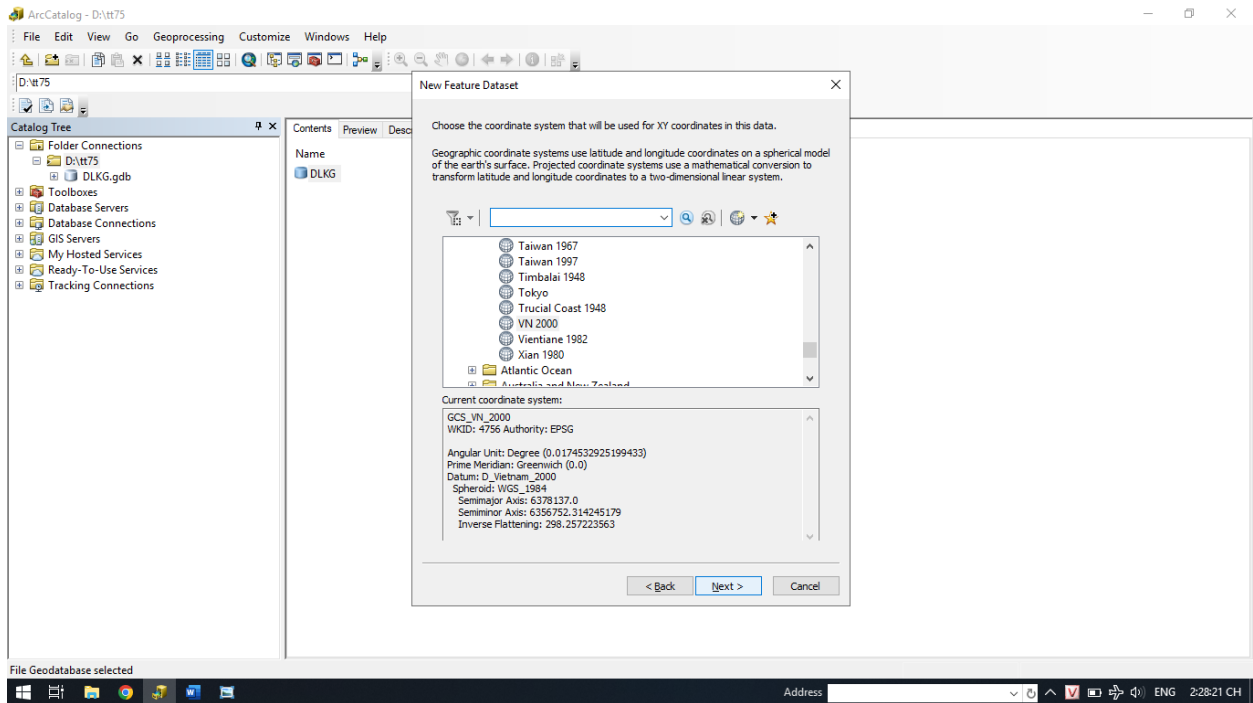 ArcCatalog - D:\tt75
File Edit View Go Geoprocessing Customize Windows Help
D:\tt75
Catalog Tree
Folder Connections
D:\tt75
DLKG.gdb
Toolboxes
Database Servers
Database Connections
GIS Servers
My Hosted Services
Ready-To-Use Services
Tracking Connections
Contents Preview Desc
Name
DLKG
New Feature Dataset
Choose the coordinate system that will be used for XY coordinates in this data.
Geographic coordinate systems use latitude and longitude coordinates on a spherical model
of the earth's surface. Projected coordinate systems use a mathematical conversion to
transform latitude and longitude coordinates to a two-dimensional linear system.
Taiwan 1967
Taiwan 1997
Timbalai 1948
Tokyo
Trucial Coast 1948
VN 2000
Vientiane 1982
Xian 1980
Atlantic Ocean
Australia and New Zealand
Current coordinate system:
GCS_VN_2000
WKID: 4756 Authority: EPSG
Angular Unit: Degree (0.0174532925199433)
Prime Meridian: Greenwich (0.0)
Datum: D_Vietnam_2000
Spheroid: WGS_1984
Semimajor Axis: 6378137.0
Semiminor Axis: 6356752.314245179
Inverse Flattening: 298.257223563
< Back Next > Cancel
File Geodatabase selected
Address
ENG 2:28:21 CH